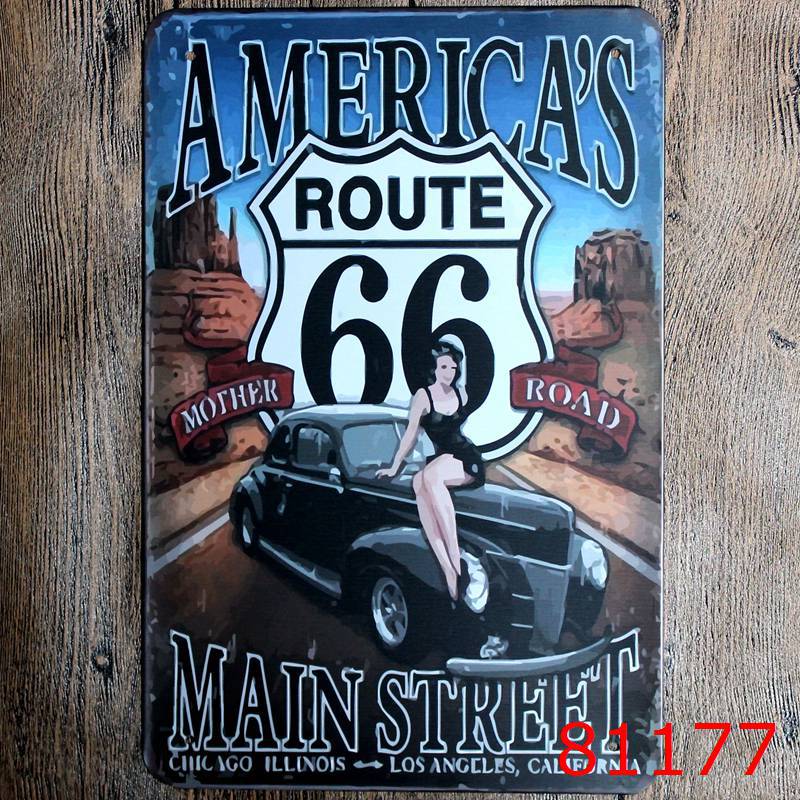 AMERICA'S
ROUTE
66
MOTHER ROAD
MAIN STREET
CHICAGO ILLINOIS LOS ANGELES, CALIFORNIA
81177